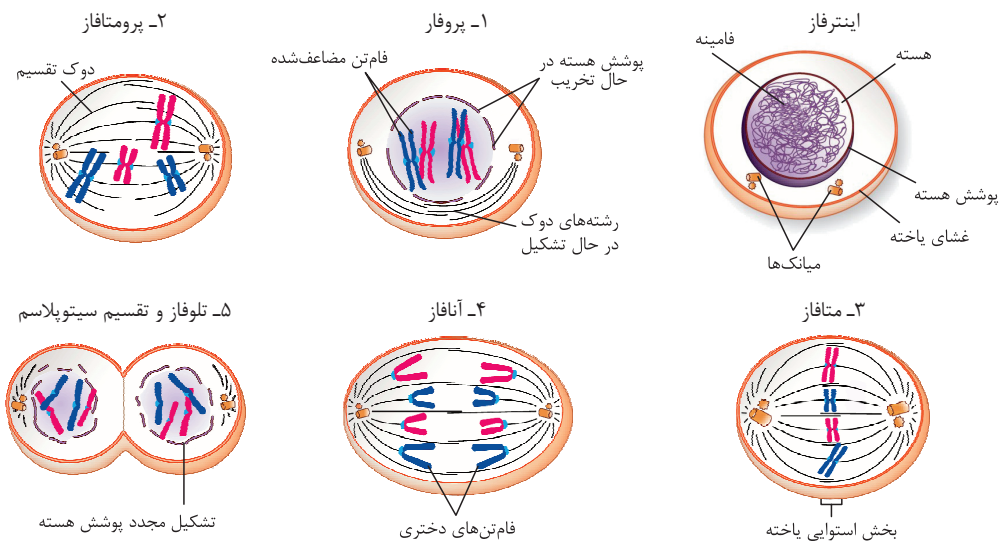 اینترفاز
فامینه
هسته
پوشش هسته
غشای یاخته
میانک‌ها
۱ـ پروفاز
فام‌تن مضاعف‌شده
پوشش هسته در
حال تخریب
رشته‌های دوک
در حال تشکیل
۲ـ پرومتافاز
دوک تقسیم
۳ـ متافاز
بخش استوایی یاخته
۴ـ آنافاز
فام‌تن‌های دختری
۵ـ تلوفاز و تقسیم سیتوپلاسم
تشکیل مجدد پوشش هسته